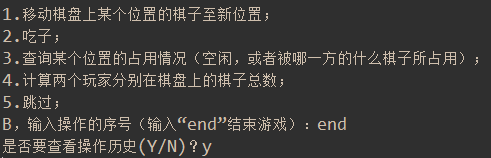 1.移动棋盘上某个位置的棋子至新位置;
2.吃子;
3.查询某个位置的占用情况（空闲，或者被哪一方的什么棋子所占用）;
4.计算两个玩家分别在棋盘上的棋子总数;
5.跳过;
B，输入操作的序号（输入“end”结束游戏）：end
是否要查看操作历史(Y/N)？y